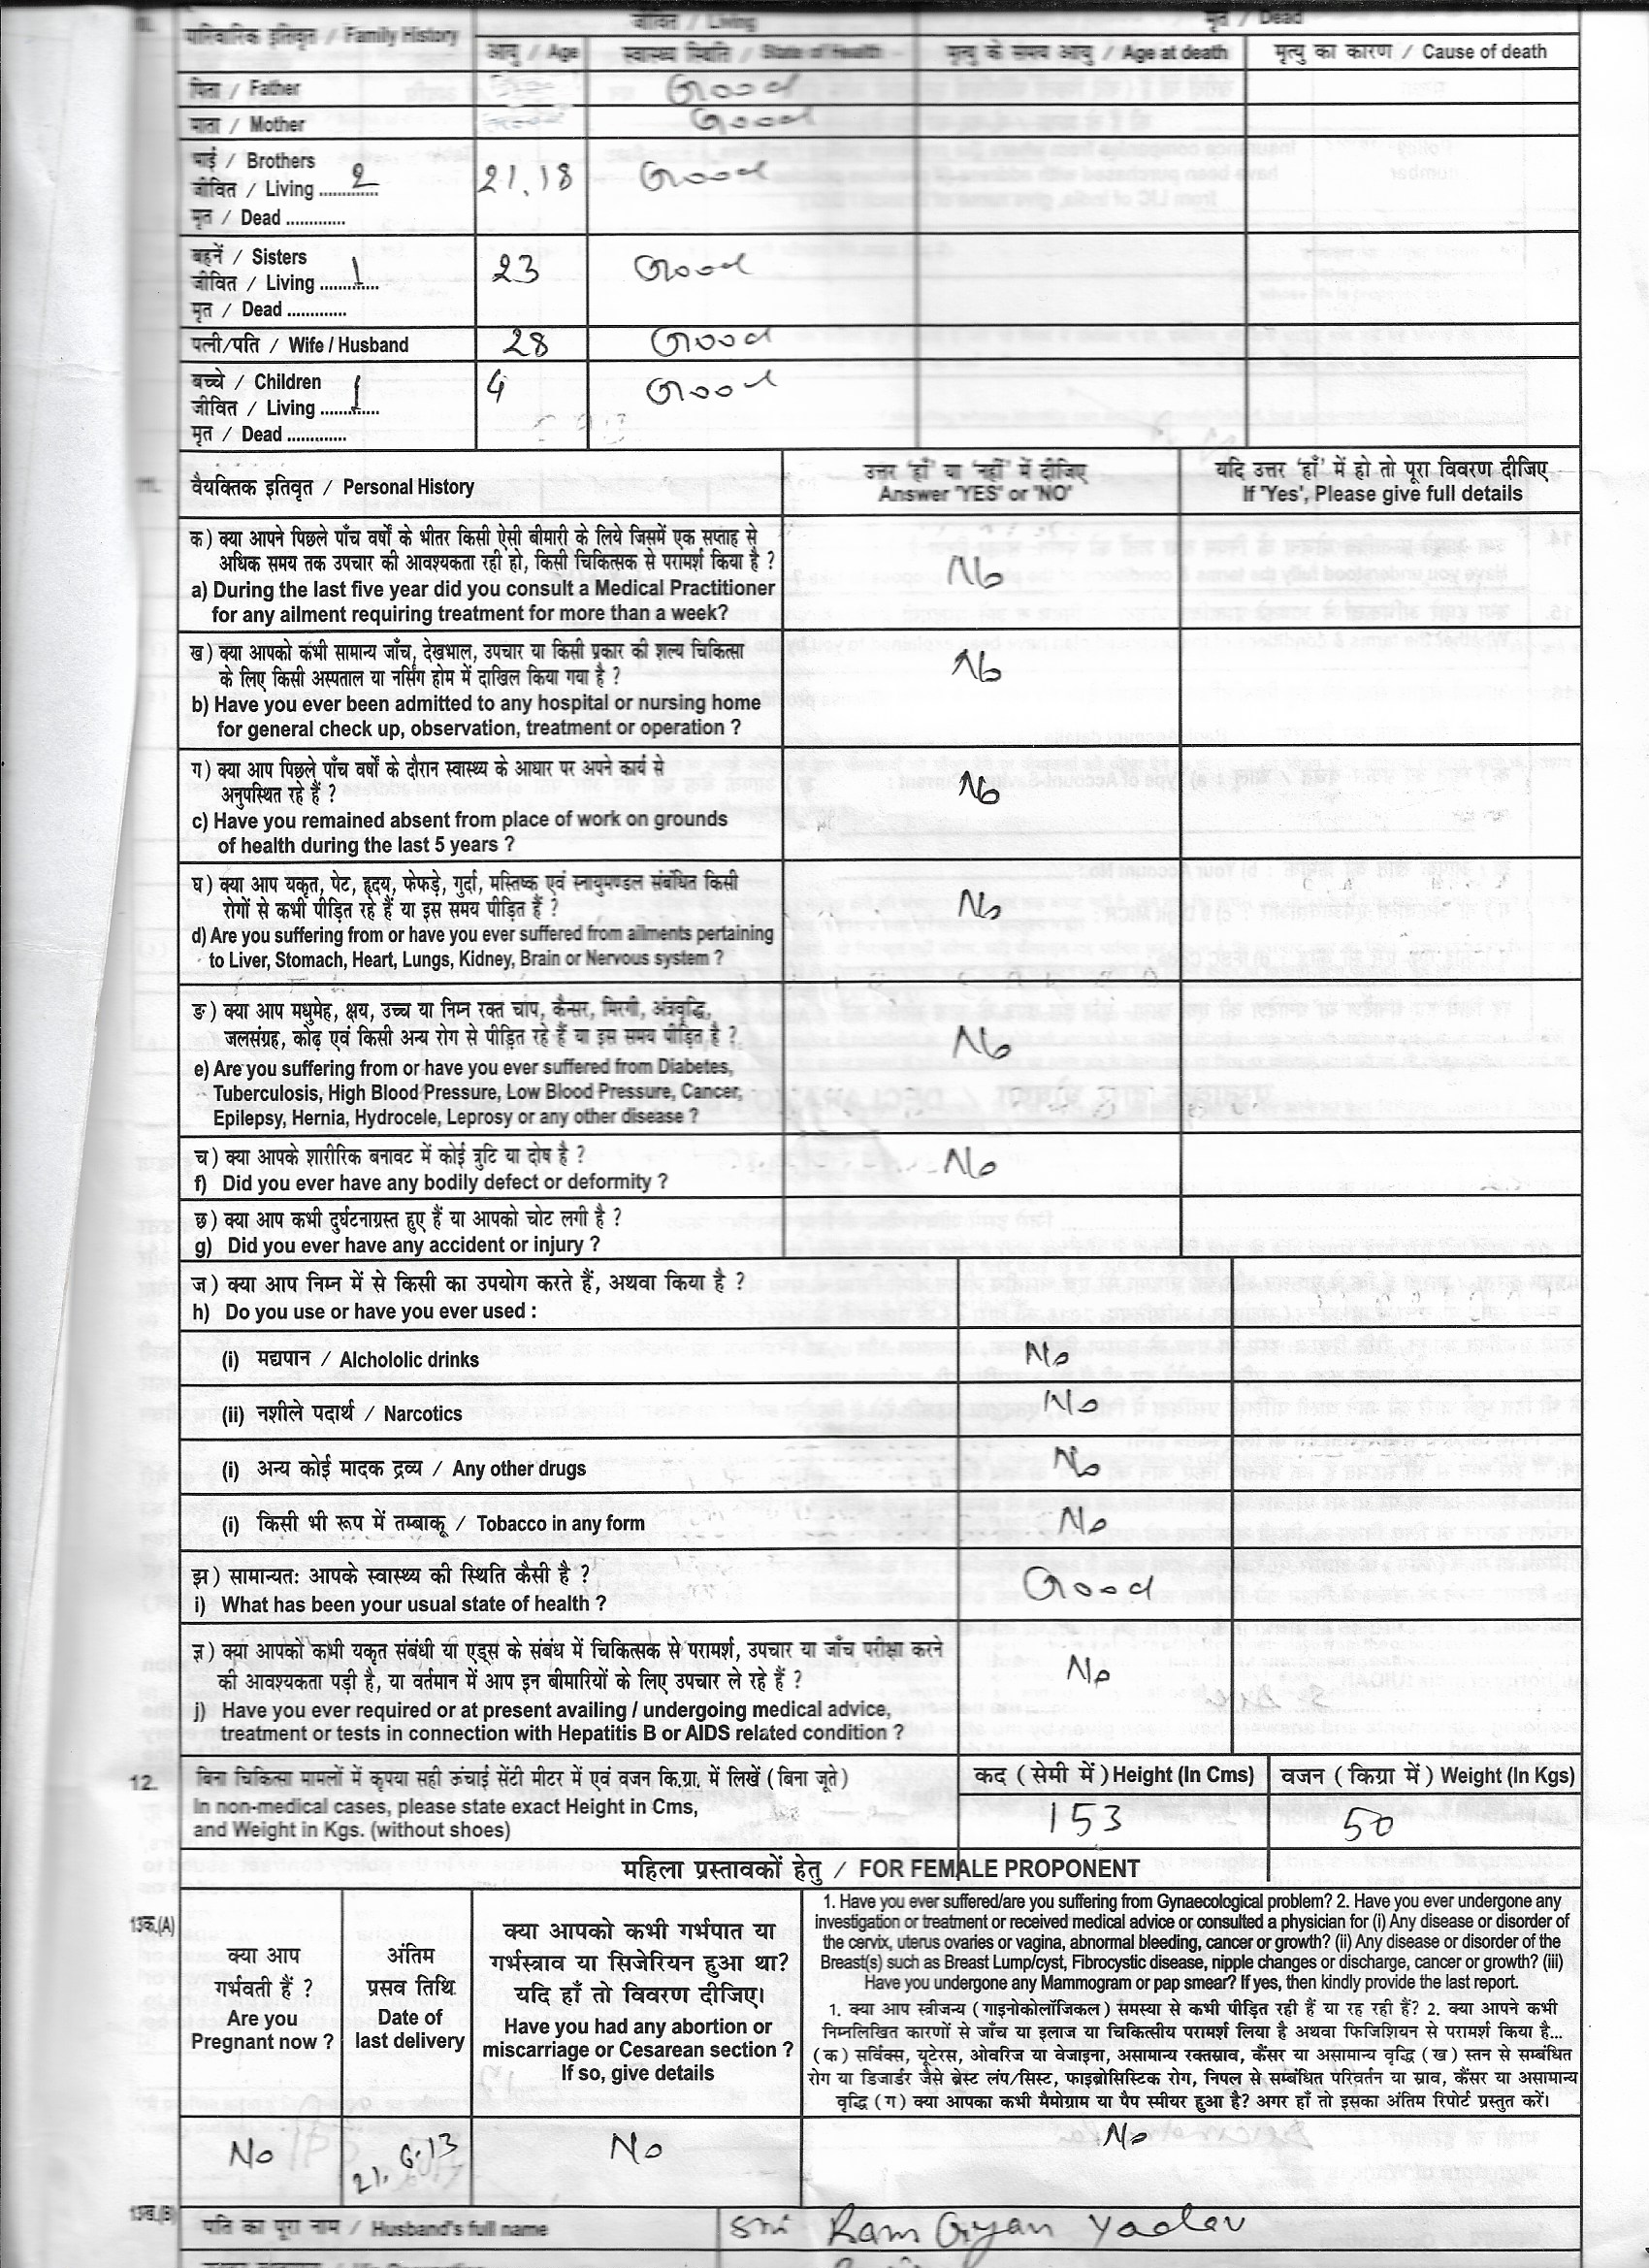 पारिवारिक इतिवृत / Family History
जीवित / Living
मृत / Dead
आयु / Age
स्वास्थ्य स्थिति / State of Health
मृत्यु के समय आयु / Age at death
मृत्यु का कारण / Cause of death
पिता / Father
Good
माता / Mother
Good
भाई / Brothers
जीवित / Living ..2..
21, 18
Good
मृत / Dead .............
बहनें / Sisters
जीवित / Living ..1..
23
Good
मृत / Dead .............
पत्नी/पति / Wife / Husband
28
Good
बच्चे / Children
जीवित / Living ..1..
4
Good
मृत / Dead .............
11.
वैयक्तिक इतिवृत / Personal History
उत्तर 'हाँ' या 'नहीं' में दीजिए
Answer 'YES' or 'NO'
यदि उत्तर 'हाँ' में हो तो पूरा विवरण दीजिए
If 'Yes', Please give full details
क) क्या आपने पिछले पाँच वर्षों के भीतर किसी ऐसी बीमारी के लिये जिसमें एक सप्ताह से
अधिक समय तक उपचार की आवश्यकता रही हो, किसी चिकित्सक से परामर्श किया है ?
a) During the last five year did you consult a Medical Practitioner
for any ailment requiring treatment for more than a week?
No
ख) क्या आपको कभी सामान्य जाँच, देखभाल, उपचार या किसी प्रकार की शल्य चिकित्सा
के लिए किसी अस्पताल या नर्सिंग होम में दाखिल किया गया है ?
b) Have you ever been admitted to any hospital or nursing home
for general check up, observation, treatment or operation ?
No
ग) क्या आप पिछले पाँच वर्षों के दौरान स्वास्थ्य के आधार पर अपने कार्य से
अनुपस्थित रहे हैं ?
c) Have you remained absent from place of work on grounds
of health during the last 5 years ?
No
घ) क्या आप यकृत, पेट, हृदय, फेफड़े, गुर्दा, मस्तिष्क एवं स्नायुमण्डल संबंधित किसी
रोगों से कभी पीड़ित रहे हैं या इस समय पीड़ित हैं ?
d) Are you suffering from or have you ever suffered from ailments pertaining
to Liver, Stomach, Heart, Lungs, Kidney, Brain or Nervous system ?
No
ङ) क्या आप मधुमेह, क्षय, उच्च या निम्न रक्त चाप, कैन्सर, मिरगी, अंत्रवृद्धि,
जलसंग्रह, कोढ़ एवं किसी अन्य रोग से पीड़ित रहे हैं या इस समय पीड़ित है ?
e) Are you suffering from or have you ever suffered from Diabetes,
Tuberculosis, High Blood Pressure, Low Blood Pressure, Cancer,
Epilepsy, Hernia, Hydrocele, Leprosy or any other disease ?
No
च) क्या आपके शारीरिक बनावट में कोई त्रुटि या दोष है ?
f) Did you ever have any bodily defect or deformity ?
No
छ) क्या आप कभी दुर्घटनाग्रस्त हुए हैं या आपको चोट लगी है ?
g) Did you ever have any accident or injury ?
ज) क्या आप निम्न में से किसी का उपयोग करते हैं, अथवा किया है ?
h) Do you use or have you ever used :
(i) मद्यपान / Alchololic drinks
No
(ii) नशीले पदार्थ / Narcotics
No
(i) अन्य कोई मादक द्रव्य / Any other drugs
No
(i) किसी भी रूप में तम्बाकू / Tobacco in any form
No
झ) सामान्यतः आपके स्वास्थ्य की स्थिति कैसी है ?
i) What has been your usual state of health ?
Good
ञ) क्या आपको कभी यकृत संबंधी या एड्स के संबंध में चिकित्सक से परामर्श, उपचार या जाँच परीक्षा करने
की आवश्यकता पड़ी है, या वर्तमान में आप इन बीमारियों के लिए उपचार ले रहे हैं ?
j) Have you ever required or at present availing / undergoing medical advice,
treatment or tests in connection with Hepatitis B or AIDS related condition ?
No
12.
बिना चिकित्सा मामलों में कृपया सही ऊंचाई सेंटी मीटर में एवं वजन कि.ग्रा. में लिखें (बिना जूते)
In non-medical cases, please state exact Height in Cms,
and Weight in Kgs. (without shoes)
कद (सेमी में) Height (In Cms)
वजन (किग्रा में) Weight (In Kgs)
153
50
महिला प्रस्तावकों हेतु / FOR FEMALE PROPONENT
13क.(A)
क्या आप
गर्भवती हैं ?
Are you
Pregnant now ?
अंतिम
प्रसव तिथि
Date of
last delivery
क्या आपको कभी गर्भपात या
गर्भस्त्राव या सिजेरियन हुआ था?
यदि हाँ तो विवरण दीजिए।
Have you had any abortion or
miscarriage or Cesarean section ?
If so, give details
1. Have you ever suffered/are you suffering from Gynaecological problem? 2. Have you ever undergone any
investigation or treatment or received medical advice or consulted a physician for (i) Any disease or disorder of
the cervix, uterus ovaries or vagina, abnormal bleeding, cancer or growth? (ii) Any disease or disorder of the
Breast(s) such as Breast Lump/cyst, Fibrocystic disease, nipple changes or discharge, cancer or growth? (iii)
Have you undergone any Mammogram or pap smear? If yes, then kindly provide the last report.
1. क्या आप स्त्रीजन्य (गाइनोकोलॉजिकल) समस्या से कभी पीड़ित रही हैं या रह रही हैं? 2. क्या आपने कभी
निम्नलिखित कारणों से जाँच या इलाज या चिकित्सीय परामर्श लिया है अथवा फिजिशियन से परामर्श किया है...
(क) सर्विक्स, यूटेरस, ओवरिज या वेजाइना, असामान्य रक्तस्राव, कैंसर या असामान्य वृद्धि (ख) स्तन से सम्बंधित
रोग या डिजार्डर जैसे ब्रेस्ट लंप/सिस्ट, फाइब्रोसिस्टिक रोग, निपल से सम्बंधित परिवर्तन या स्राव, कैंसर या असामान्य
वृद्धि (ग) क्या आपका कभी मैमोग्राम या पैप स्मीयर हुआ है? अगर हाँ तो इसका अंतिम रिपोर्ट प्रस्तुत करें।
No
21.6.13
No
No
13ख.(B)
पति का पूरा नाम / Husband's full name
Shri Ram Gyan Yadav